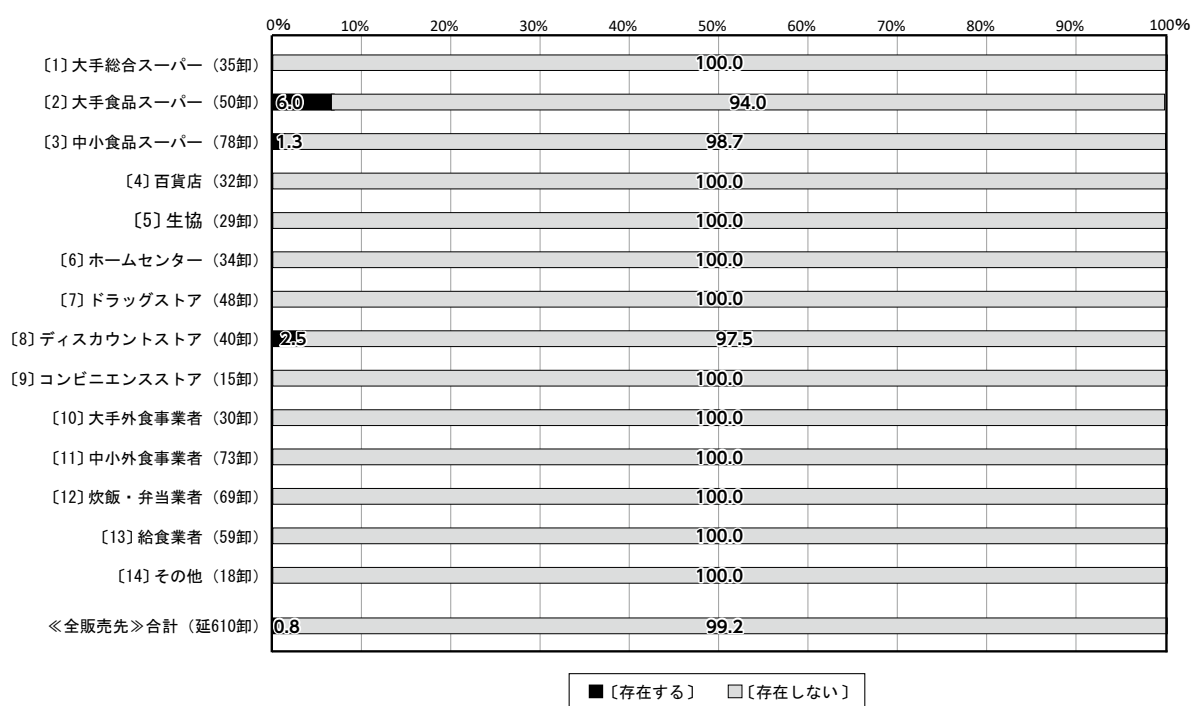 0% 10% 20% 30% 40% 50% 60% 70% 80% 90% 100%
〔1〕大手総合スーパー（35卸） 100.0
〔2〕大手食品スーパー（50卸） 6.0 94.0
〔3〕中小食品スーパー（78卸） 1.3 98.7
〔4〕百貨店（32卸） 100.0
〔5〕生協（29卸） 100.0
〔6〕ホームセンター（34卸） 100.0
〔7〕ドラッグストア（48卸） 100.0
〔8〕ディスカウントストア（40卸） 2.5 97.5
〔9〕コンビニエンスストア（15卸） 100.0
〔10〕大手外食事業者（30卸） 100.0
〔11〕中小外食事業者（73卸） 100.0
〔12〕炊飯・弁当業者（69卸） 100.0
〔13〕給食業者（59卸） 100.0
〔14〕その他（18卸） 100.0
≪全販売先≫合計（延610卸） 0.8 99.2
〔存在する〕 〔存在しない〕